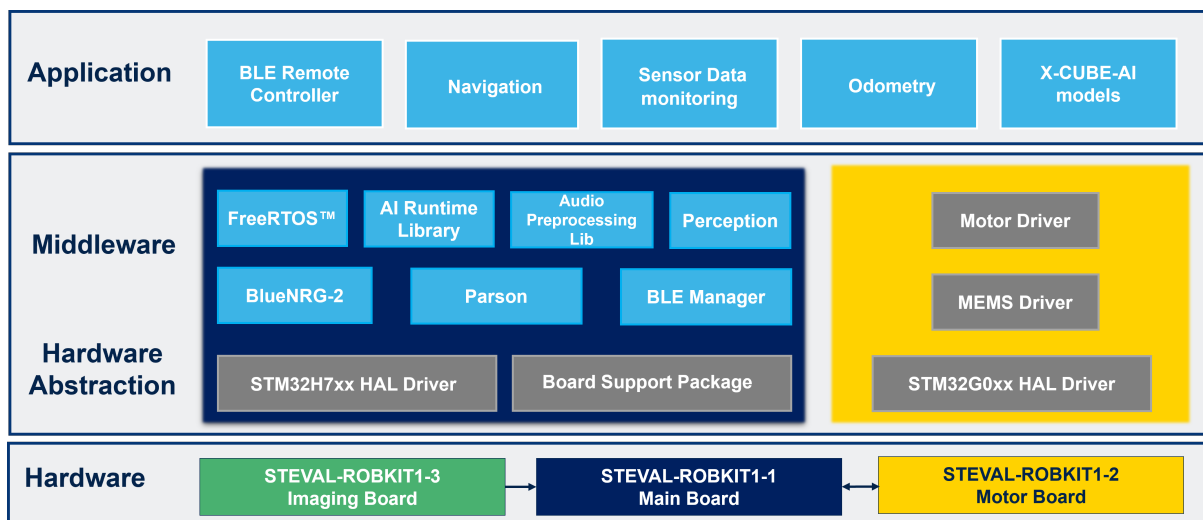 Application
BLE Remote
Controller
Navigation
Sensor Data
monitoring
Odometry
X-CUBE-AI
models
Middleware
FreeRTOS™
AI Runtime
Library
Audio
Preprocessing
Lib
Perception
Motor Driver
BlueNRG-2
Parson
BLE Manager
MEMS Driver
Hardware
Abstraction
STM32H7xx HAL Driver
Board Support Package
STM32G0xx HAL Driver
Hardware
STEVAL-ROBKIT1-3
Imaging Board
STEVAL-ROBKIT1-1
Main Board
STEVAL-ROBKIT1-2
Motor Board